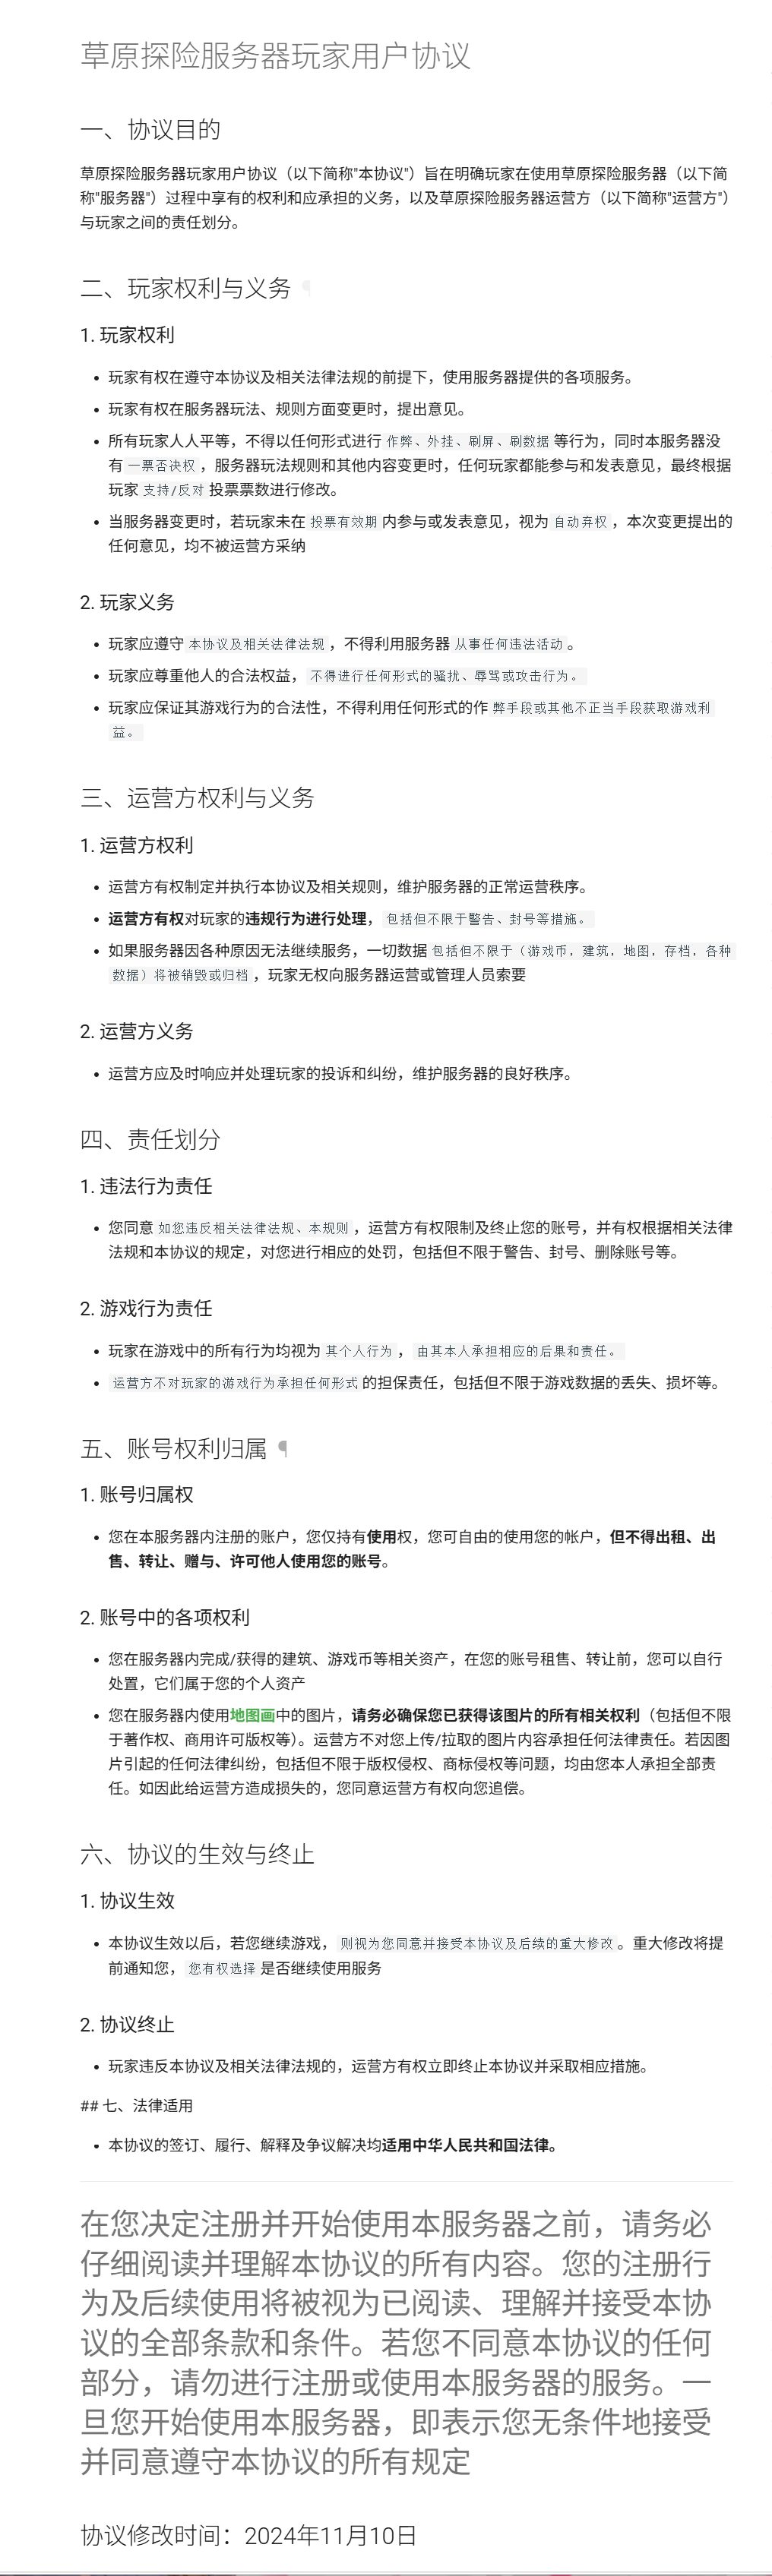 草原探险服务器玩家用户协议
一、协议目的
草原探险服务器玩家用户协议（以下简称"本协议"）旨在明确玩家在使用草原探险服务器（以下简
称"服务器"）过程中享有的权利和应承担的义务，以及草原探险服务器运营方（以下简称"运营方"）
与玩家之间的责任划分。
二、玩家权利与义务 ¶
1. 玩家权利
• 玩家有权在遵守本协议及相关法律法规的前提下，使用服务器提供的各项服务。
• 玩家有权在服务器玩法、规则方面变更时，提出意见。
• 所有玩家人人平等，不得以任何形式进行 作弊、外挂、刷屏、刷数据 等行为，同时本服务器没
有 一票否决权 ，服务器玩法规则和其他内容变更时，任何玩家都能参与和发表意见，最终根据
玩家 支持/反对 投票票数进行修改。
• 当服务器变更时，若玩家未在 投票有效期 内参与或发表意见，视为 自动弃权 ，本次变更提出的
任何意见，均不被运营方采纳
2. 玩家义务
• 玩家应遵守 本协议及相关法律法规 ，不得利用服务器 从事任何违法活动 。
• 玩家应尊重他人的合法权益， 不得进行任何形式的骚扰、辱骂或攻击行为。
• 玩家应保证其游戏行为的合法性，不得利用任何形式的作 弊手段或其他不正当手段获取游戏利
益。
三、运营方权利与义务
1. 运营方权利
• 运营方有权制定并执行本协议及相关规则，维护服务器的正常运营秩序。
• 运营方有权对玩家的违规行为进行处理， 包括但不限于警告、封号等措施。
• 如果服务器因各种原因无法继续服务，一切数据 包括但不限于（游戏币，建筑，地图，存档，各种
数据）将被销毁或归档 ，玩家无权向服务器运营或管理人员索要
2. 运营方义务
• 运营方应及时响应并处理玩家的投诉和纠纷，维护服务器的良好秩序。
四、责任划分
1. 违法行为责任
• 您同意 如您违反相关法律法规、本规则 ，运营方有权限制及终止您的账号，并有权根据相关法律
法规和本协议的规定，对您进行相应的处罚，包括但不限于警告、封号、删除账号等。
2. 游戏行为责任
• 玩家在游戏中的所有行为均视为 其个人行为 ， 由其本人承担相应的后果和责任。
• 运营方不对玩家的游戏行为承担任何形式 的担保责任，包括但不限于游戏数据的丢失、损坏等。
五、账号权利归属 ¶
1. 账号归属权
• 您在本服务器内注册的账户，您仅持有使用权，您可自由的使用您的帐户，但不得出租、出
售、转让、赠与、许可他人使用您的账号。
2. 账号中的各项权利
• 您在服务器内完成/获得的建筑、游戏币等相关资产，在您的账号租售、转让前，您可以自行
处置，它们属于您的个人资产
• 您在服务器内使用地图画中的图片，请务必确保您已获得该图片的所有相关权利（包括但不限
于著作权、商用许可版权等）。运营方不对您上传/拉取的图片内容承担任何法律责任。若因图
片引起的任何法律纠纷，包括但不限于版权侵权、商标侵权等问题，均由您本人承担全部责
任。如因此给运营方造成损失的，您同意运营方有权向您追偿。
六、协议的生效与终止
1. 协议生效
• 本协议生效以后，若您继续游戏， 则视为您同意并接受本协议及后续的重大修改 。重大修改将提
前通知您， 您有权选择 是否继续使用服务
2. 协议终止
• 玩家违反本协议及相关法律法规的，运营方有权立即终止本协议并采取相应措施。
## 七、法律适用
• 本协议的签订、履行、解释及争议解决均适用中华人民共和国法律。
在您决定注册并开始使用本服务器之前，请务必
仔细阅读并理解本协议的所有内容。您的注册行
为及后续使用将被视为已阅读、理解并接受本协
议的全部条款和条件。若您不同意本协议的任何
部分，请勿进行注册或使用本服务器的服务。一
旦您开始使用本服务器，即表示您无条件地接受
并同意遵守本协议的所有规定
协议修改时间：2024年11月10日